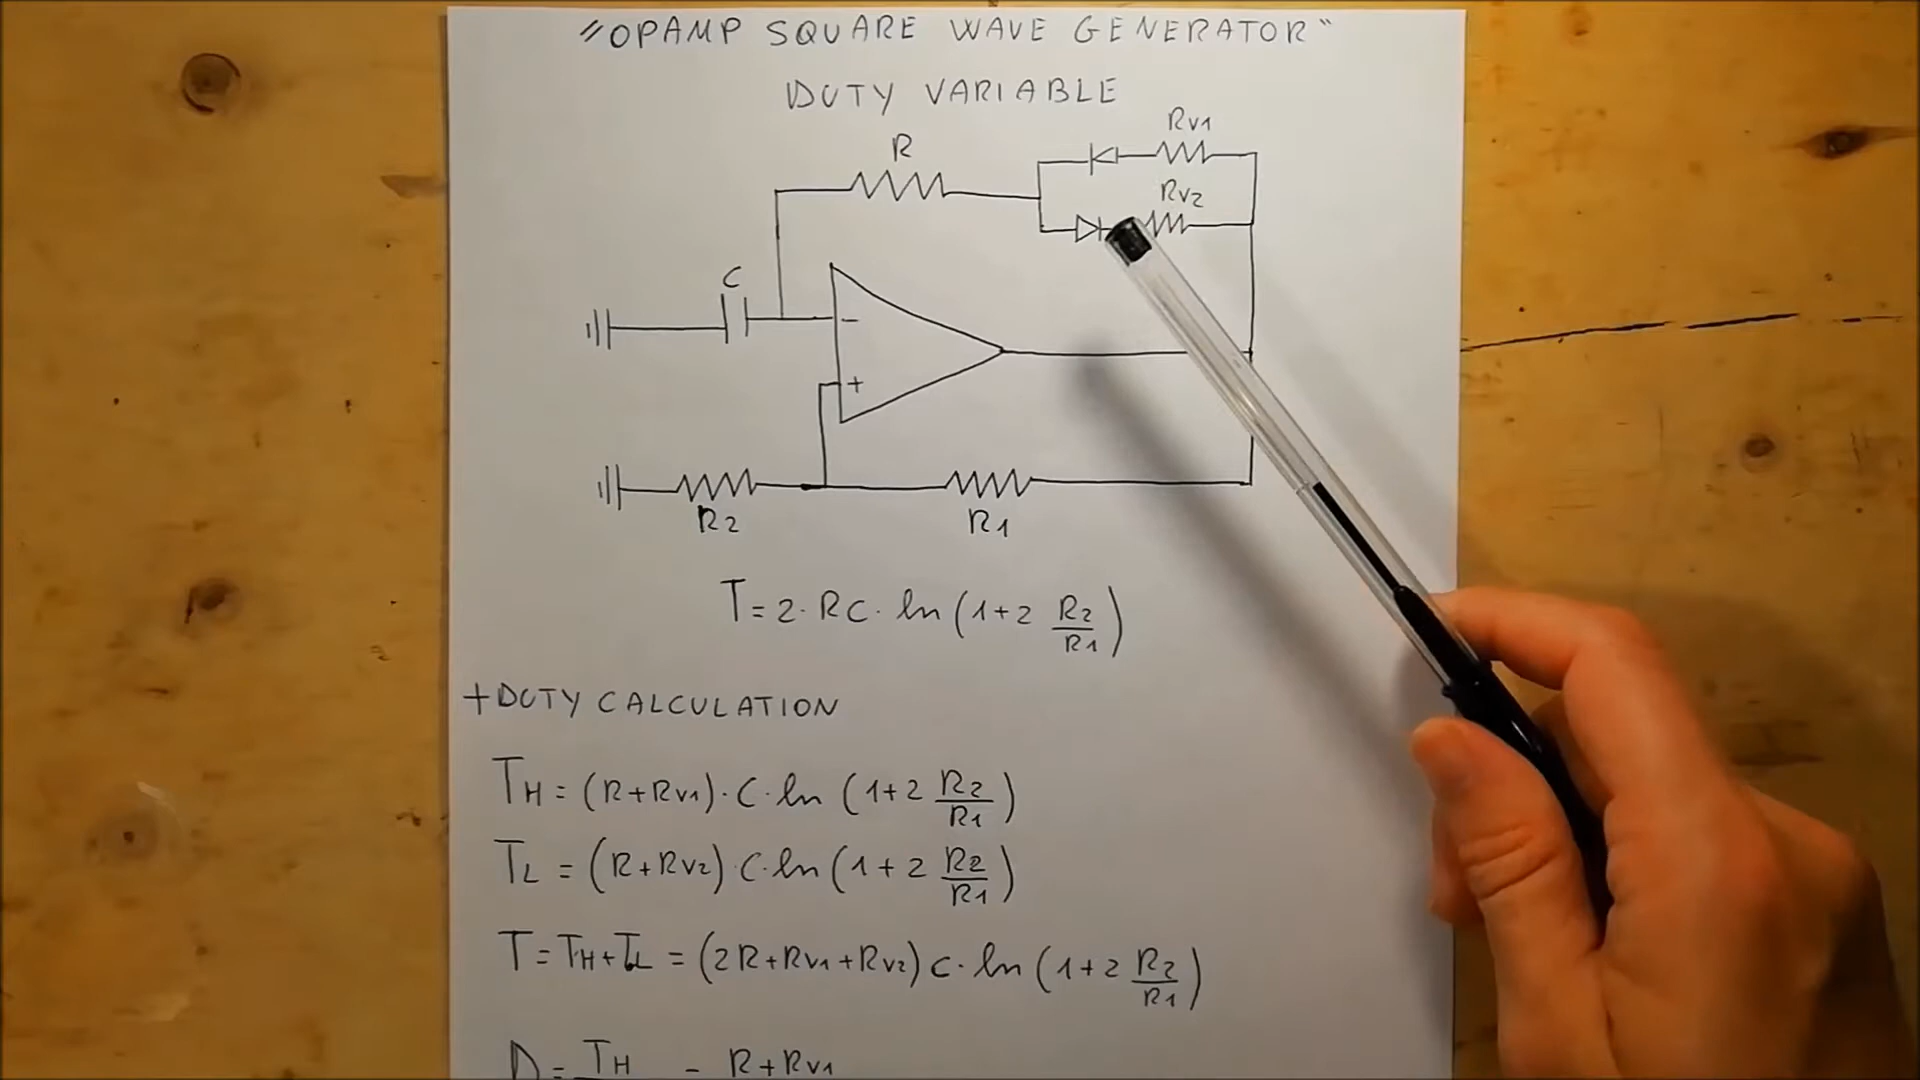 "OPAMP SQUARE WAVE GENERATOR"
DUTY VARIABLE
RV1
R
RV2
C
-
+
R2
R1
T = 2 · RC · ln (1 + 2 R2/R1)
+ DUTY CALCULATION
TH = (R + RV1) · C · ln (1 + 2 R2/R1)
TL = (R + RV2) · C · ln (1 + 2 R2/R1)
T = TH + TL = (2R + RV1 + RV2) C · ln (1 + 2 R2/R1)
D = TH = R + RV1